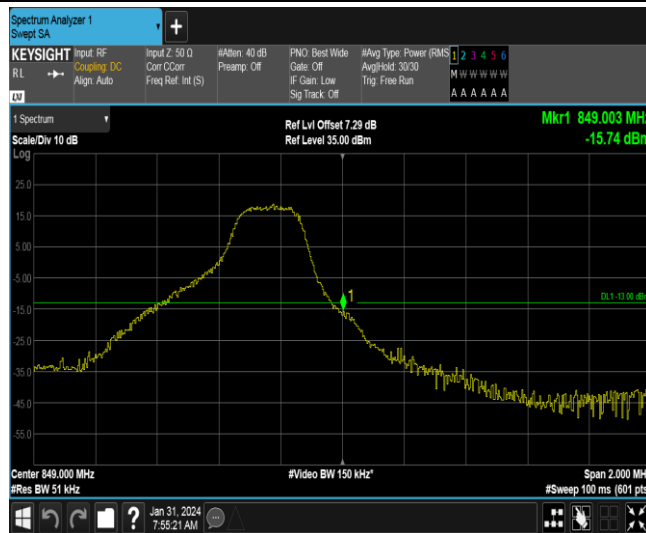 Spectrum Analyzer 1
Swept SA
+
KEYSIGHT
RL
LXI
Input: RF
Coupling: DC
Align: Auto
Input Z: 50 Ω
Corr CCorr
Freq Ref: Int (S)
#Atten: 40 dB
Preamp: Off
PNO: Best Wide
Gate: Off
IF Gain: Low
Sig Track: Off
#Avg Type: Power (RMS
Avg|Hold: 30/30
Trig: Free Run
1 2 3 4 5 6
M W W W W W
A A A A A A
1 Spectrum
Scale/Div 10 dB
Ref Lvl Offset 7.29 dB
Ref Level 35.00 dBm
Mkr1 849.003 MHz
-15.74 dBm
Log
25.0
15.0
5.00
-5.00
-15.0
-25.0
-35.0
-45.0
-55.0
1
DL1 -13.00 dBm
Center 849.000 MHz
#Res BW 51 kHz
#Video BW 150 kHz*
Span 2.000 MHz
#Sweep 100 ms (601 pts)
?
Jan 31, 2024
7:55:21 AM